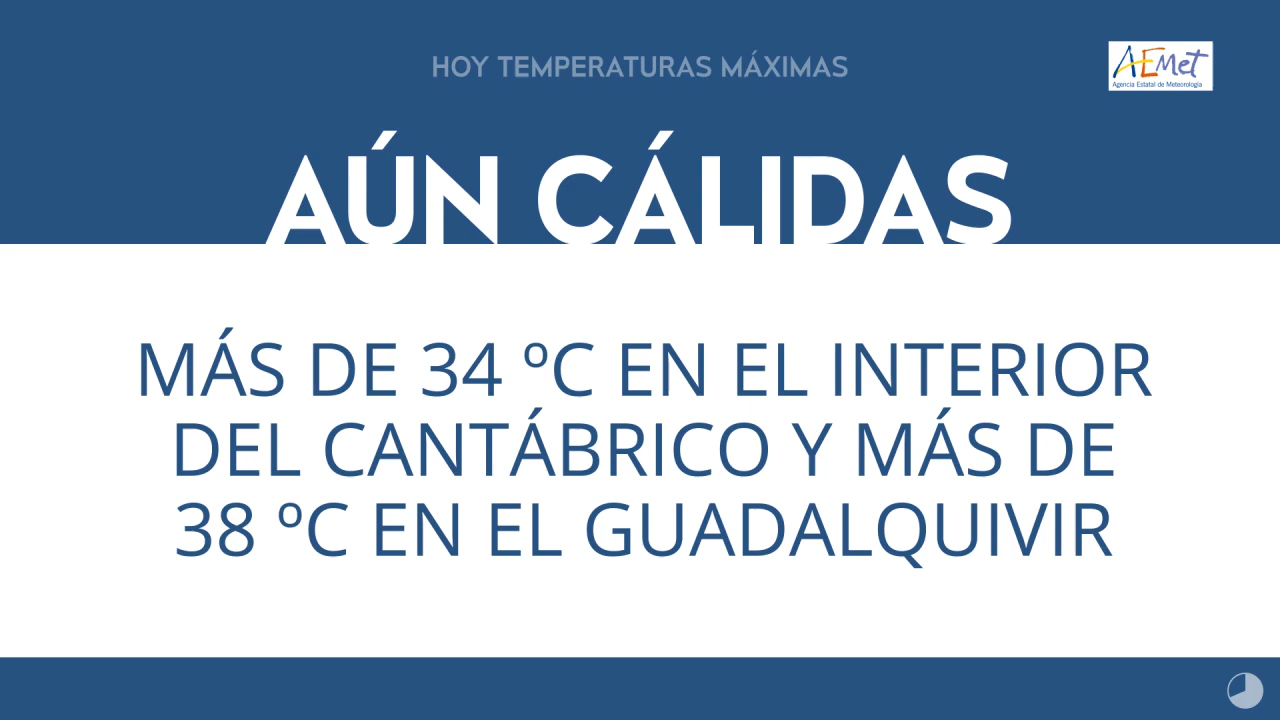 HOY TEMPERATURAS MÁXIMAS
AEMet
Agencia Estatal de Meteorología
AÚN CÁLIDAS
MÁS DE 34 ºC EN EL INTERIOR
DEL CANTÁBRICO Y MÁS DE
38 ºC EN EL GUADALQUIVIR